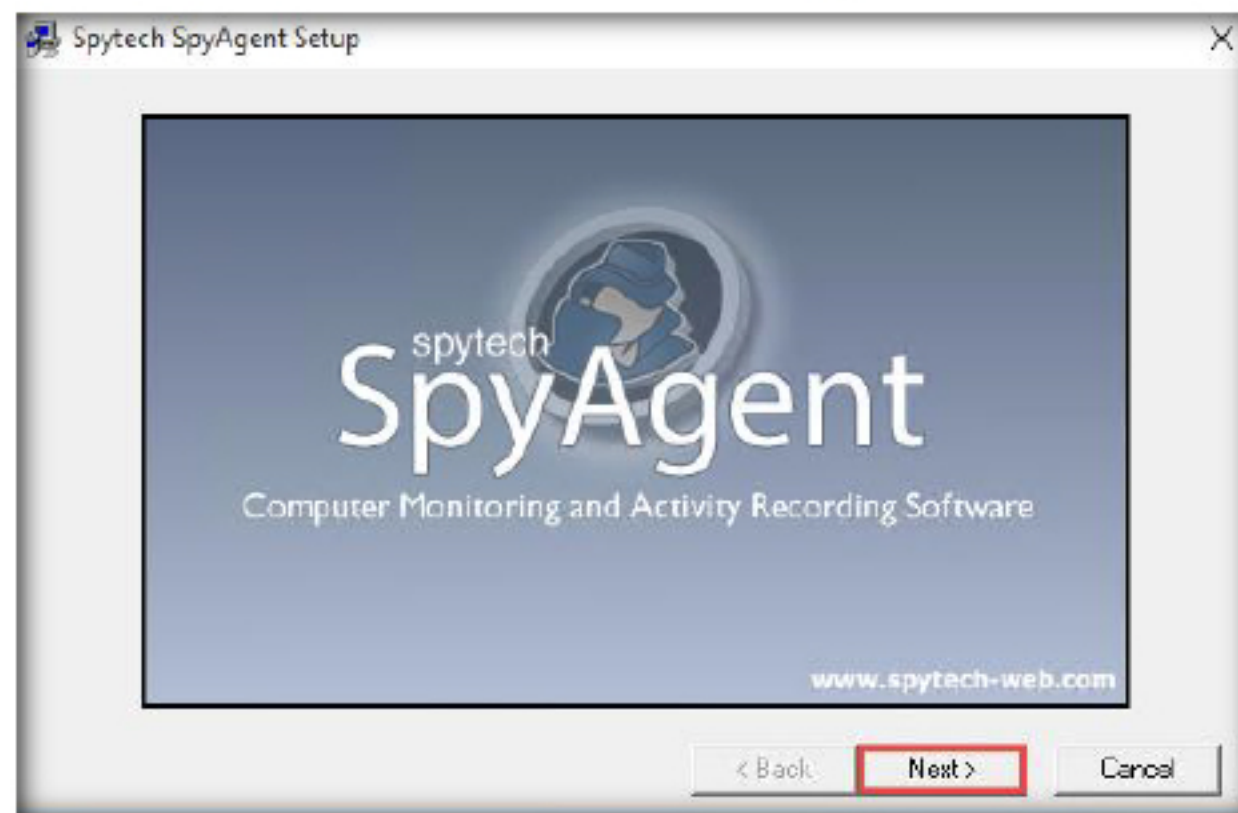 Spytech SpyAgent Setup
spytech
SpyAgent
Computer Monitoring and Activity Recording Software
www.spytech-web.com
< Back Next > Cancel